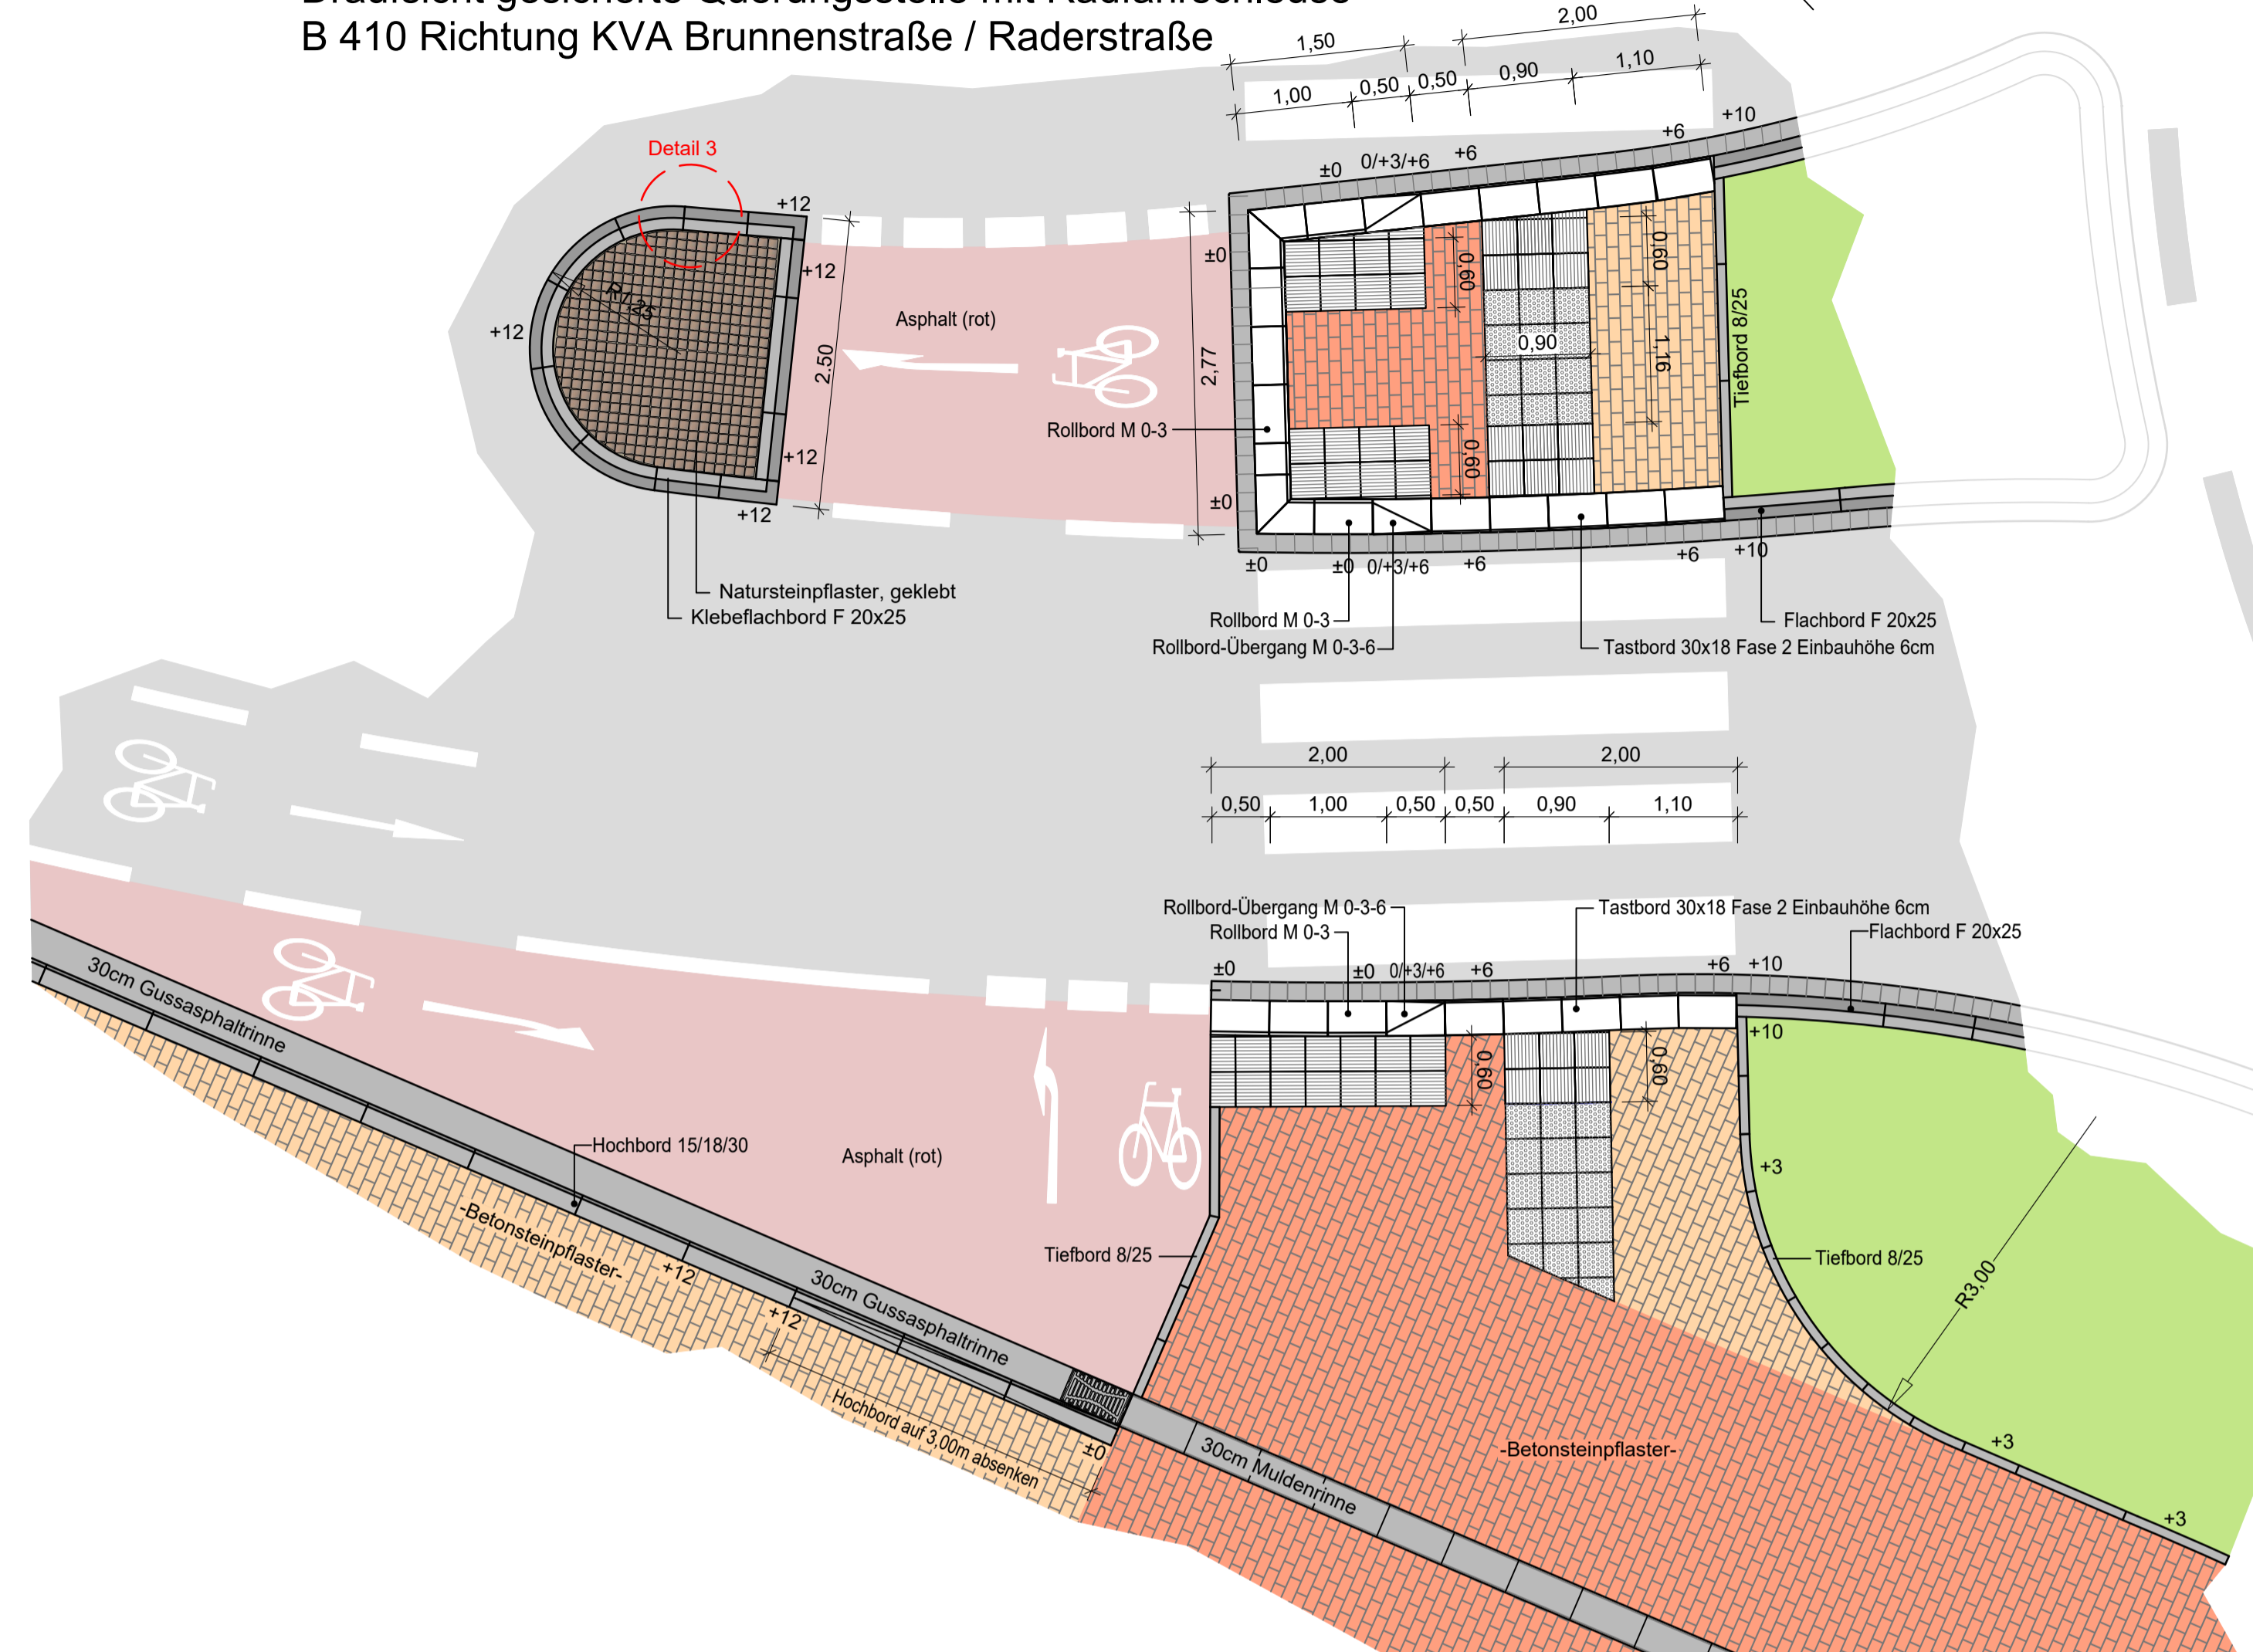 Draufsicht gesicherte Querungsstelle mit Radfahrschleuse
B 410 Richtung KVA Brunnenstraße / Raderstraße
2,00
1,50
1,10
0,90
0,50
0,50
1,00
+10
+6
+6
0/+3/+6
±0
Detail 3
+12
+12
+12
+12
+12
R1,25
2.50
Asphalt (rot)
2,77
±0
±0
0,60
0,60
0,60
0,90
1,16
Tiefbord 8/25
Rollbord M 0-3
±0
±0
0/+3/+6
+6
+6
+10
Natursteinpflaster, geklebt
Klebeflachbord F 20x25
Rollbord M 0-3
Rollbord-Übergang M 0-3-6
Flachbord F 20x25
Tastbord 30x18 Fase 2 Einbauhöhe 6cm
2,00
2,00
0,50
1,00
0,50
0,50
0,90
1,10
Rollbord-Übergang M 0-3-6
Rollbord M 0-3
Tastbord 30x18 Fase 2 Einbauhöhe 6cm
Flachbord F 20x25
±0
±0
0/+3/+6
+6
+6
+10
+10
0,60
0,60
30cm Gussasphaltrinne
Hochbord 15/18/30
Asphalt (rot)
+3
Tiefbord 8/25
Tiefbord 8/25
R3,00
-Betonsteinpflaster-
+12
+12
30cm Gussasphaltrinne
Hochbord auf 3,00m absenken
±0
30cm Muldenrinne
-Betonsteinpflaster-
+3
+3